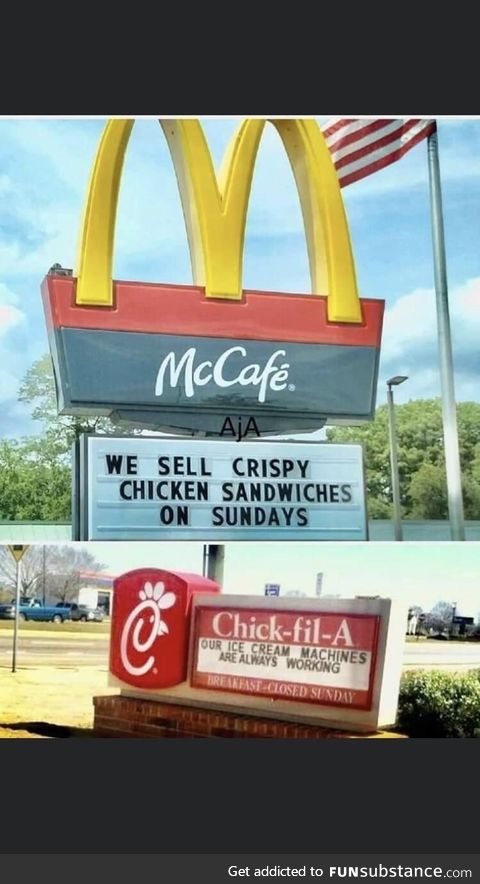 McCafé®
AjA
WE SELL CRISPY
CHICKEN SANDWICHES
ON SUNDAYS
Chick-fil-A
OUR ICE CREAM MACHINES
ARE ALWAYS WORKING
BREAKFAST-CLOSED SUNDAY
Get addicted to FUNsubstance.com